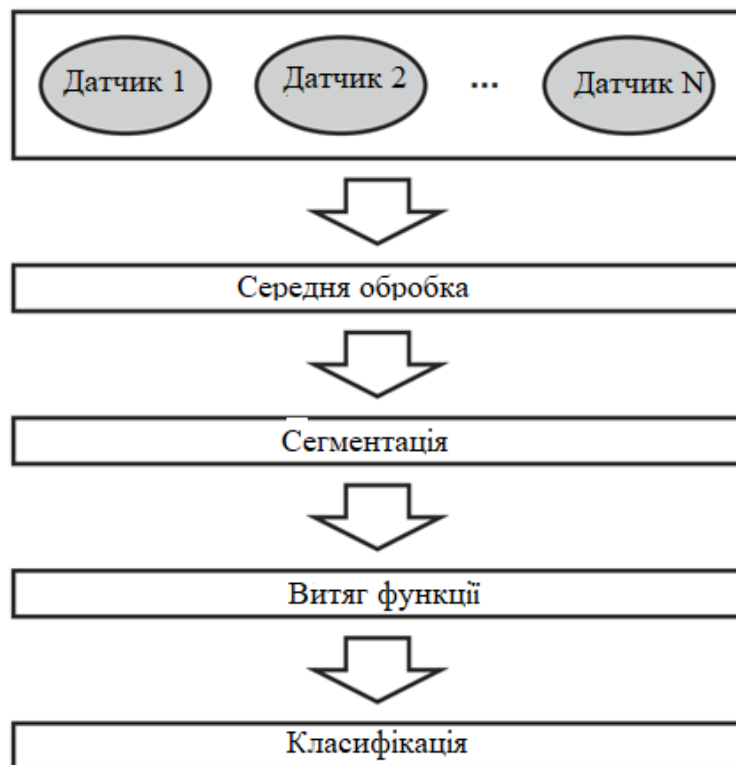 Датчик 1 Датчик 2 ... Датчик N
Середня обробка
Сегментація
Витяг функції
Класифікація